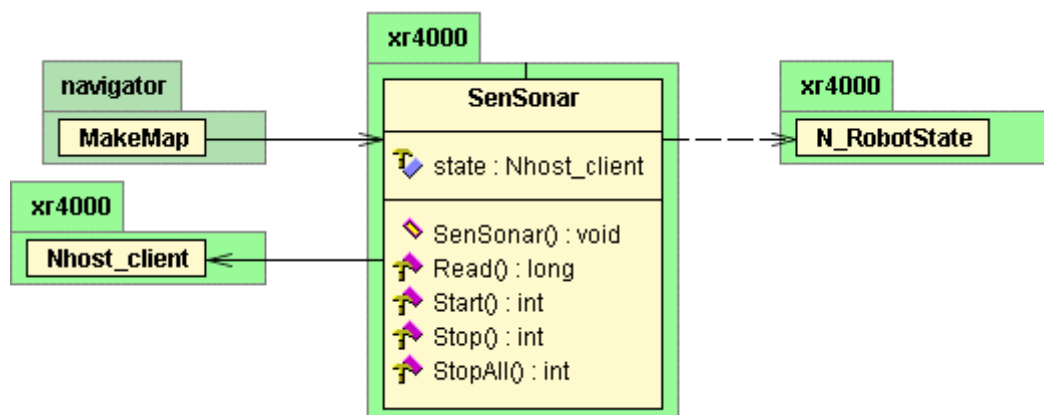 xr4000
navigator
SenSonar
xr4000
MakeMap
N_RobotState
state : Nhost_client
xr4000
Nhost_client
SenSonar() : void
Read() : long
Start() : int
Stop() : int
StopAll() : int